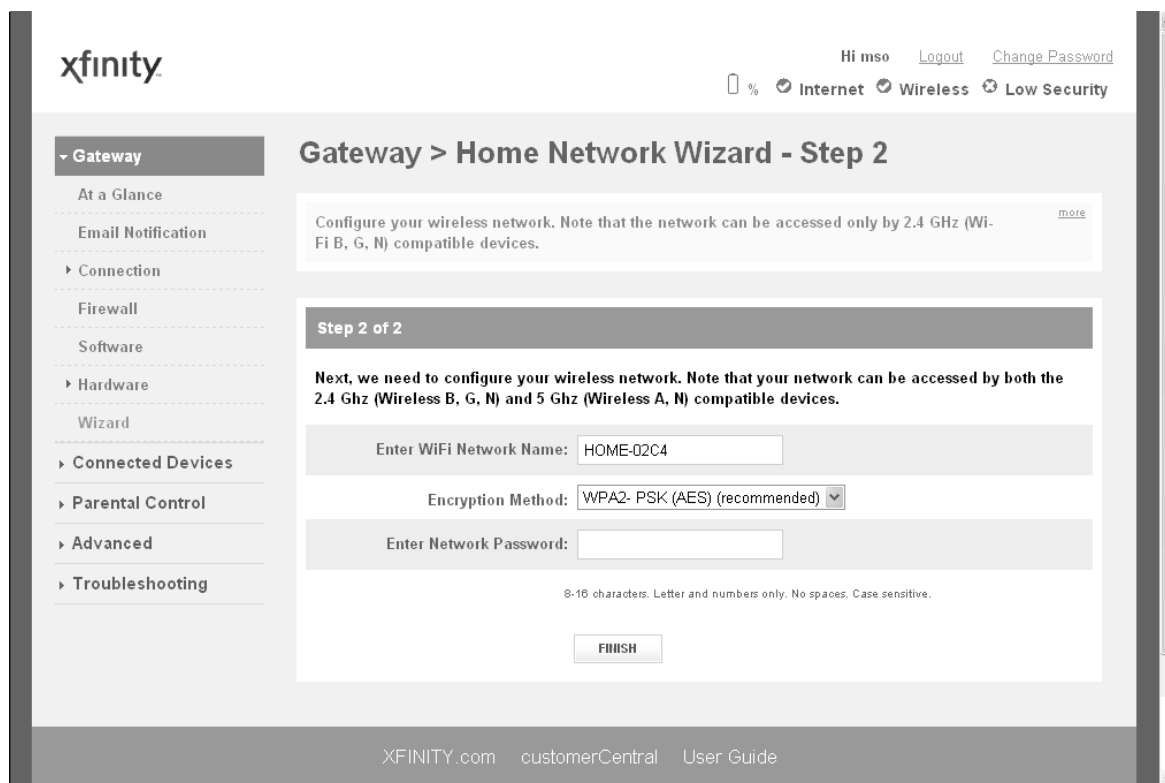 xfinity.
Hi mso Logout Change Password
% Internet Wireless Low Security
Gateway
At a Glance
Email Notification
Connection
Firewall
Software
Hardware
Wizard
Connected Devices
Parental Control
Advanced
Troubleshooting
Gateway > Home Network Wizard - Step 2
Configure your wireless network. Note that the network can be accessed only by 2.4 GHz (Wi-
Fi B, G, N) compatible devices.
more
Step 2 of 2
Next, we need to configure your wireless network. Note that your network can be accessed by both the
2.4 Ghz (Wireless B, G, N) and 5 Ghz (Wireless A, N) compatible devices.
Enter WiFi Network Name: HOME-02C4
Encryption Method: WPA2- PSK (AES) (recommended)
Enter Network Password:
8-16 characters. Letter and numbers only. No spaces. Case sensitive.
FINISH
XFINITY.com customerCentral User Guide